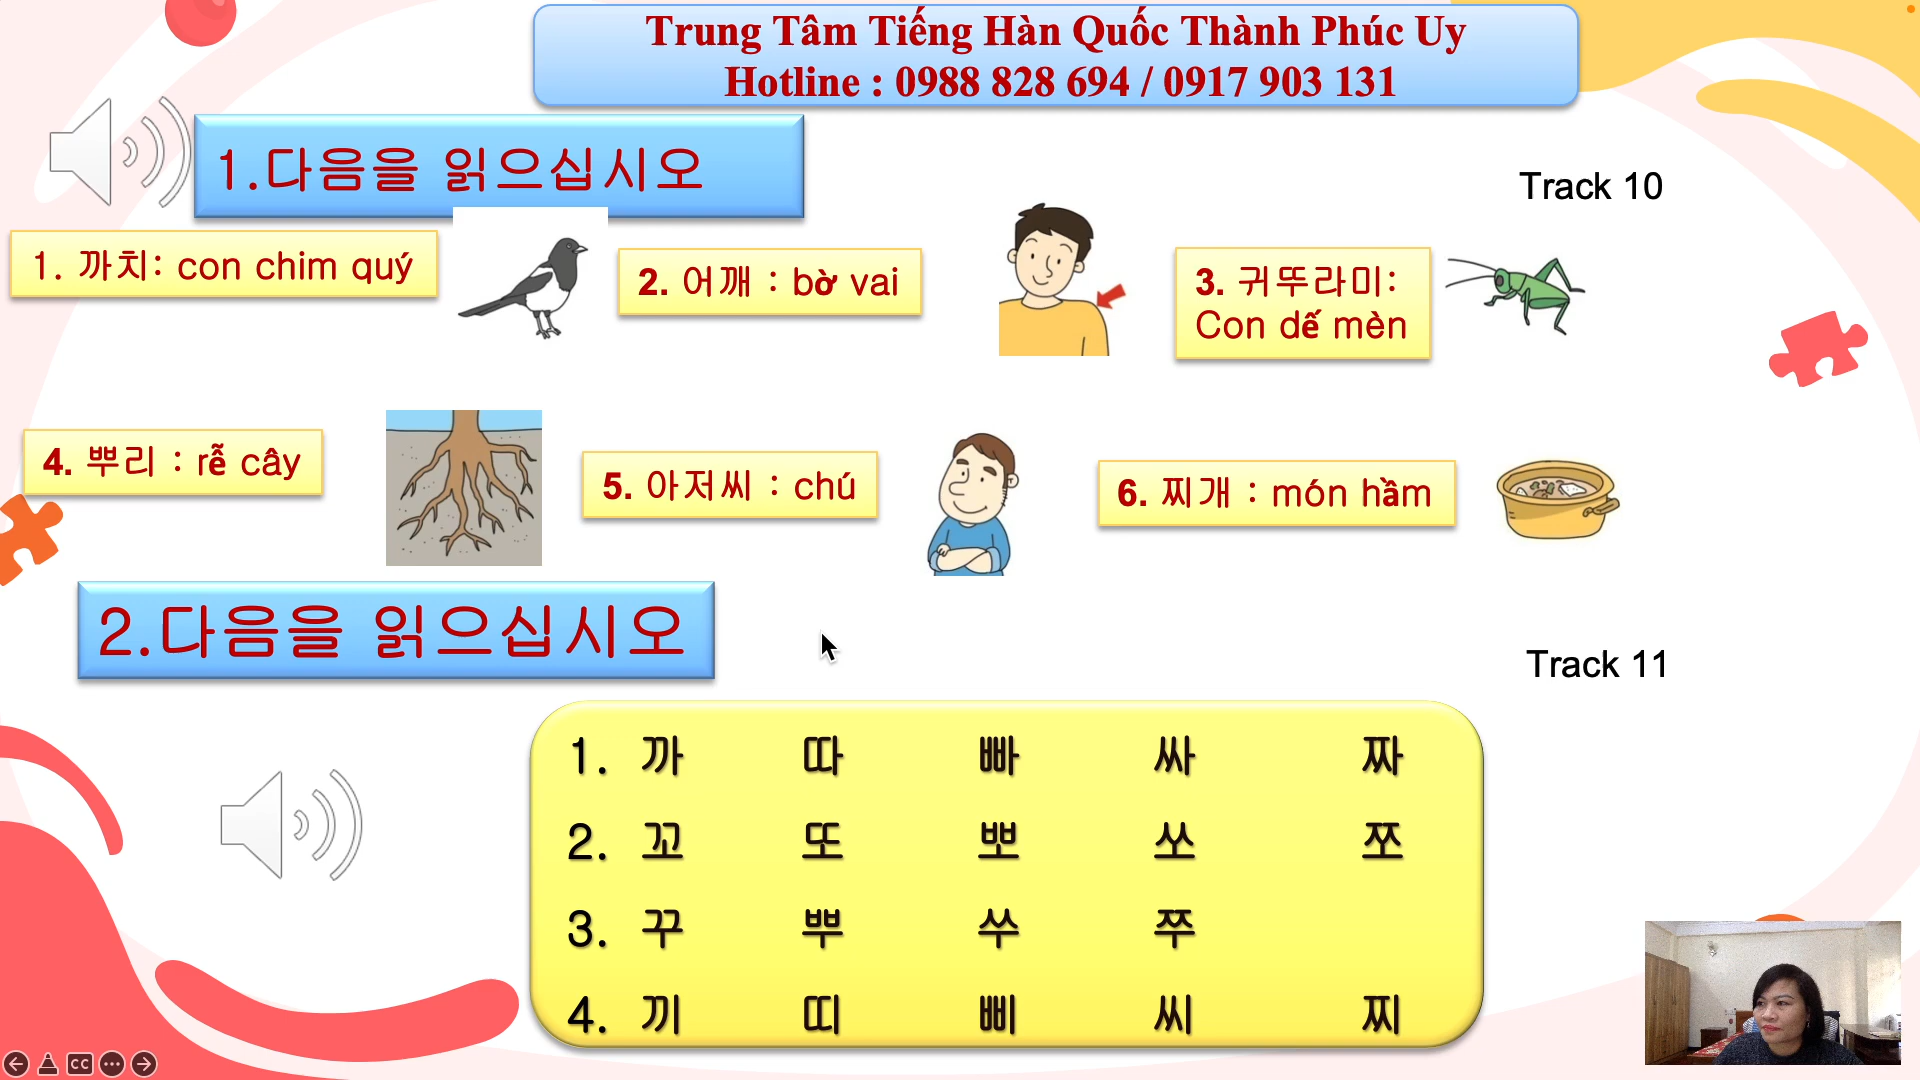 Trung Tâm Tiếng Hàn Quốc Thành Phúc Uy
Hotline : 0988 828 694 / 0917 903 131
1.다음을 읽으십시오
Track 10
1. 까치: con chim quý
2. 어깨 : bờ vai
3. 귀뚜라미:
Con dế mèn
4. 뿌리 : rễ cây
5. 아저씨 : chú
6. 찌개 : món hầm
2.다음을 읽으십시오
Track 11
1. 까 따 빠 싸 짜
2. 꼬 또 뽀 쏘 쪼
3. 꾸 뿌 쑤 쭈
4. 끼 띠 삐 씨 찌
CC